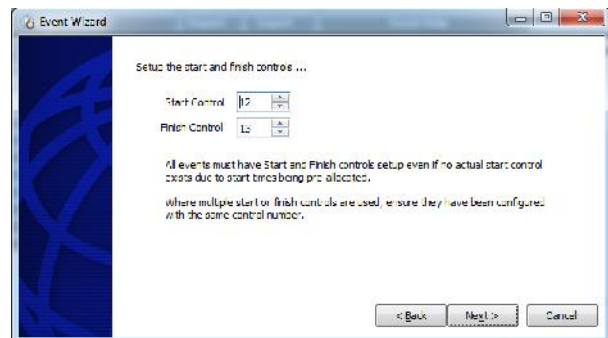 Event Wizard
Setup the start and finish controls ...
Start Control 12
Finish Control 13
All events must have Start and Finish controls setup even if no actual start control
exists due to start times being pre-allocated.
Where multiple start or finish controls are used, ensure they have been configured
with the same control number.
< Back Next > Cancel